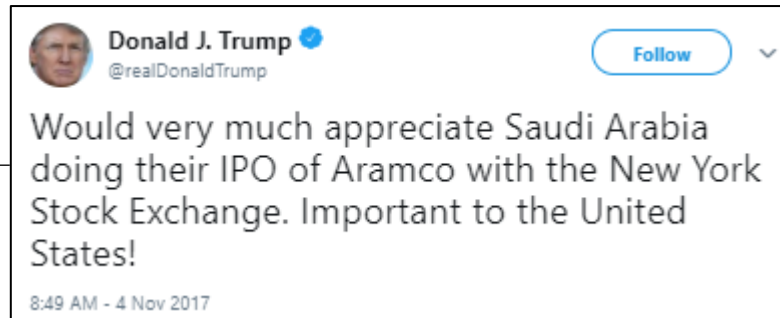 Donald J. Trump
@realDonaldTrump
Follow
Would very much appreciate Saudi Arabia
doing their IPO of Aramco with the New York
Stock Exchange. Important to the United
States!
8:49 AM - 4 Nov 2017